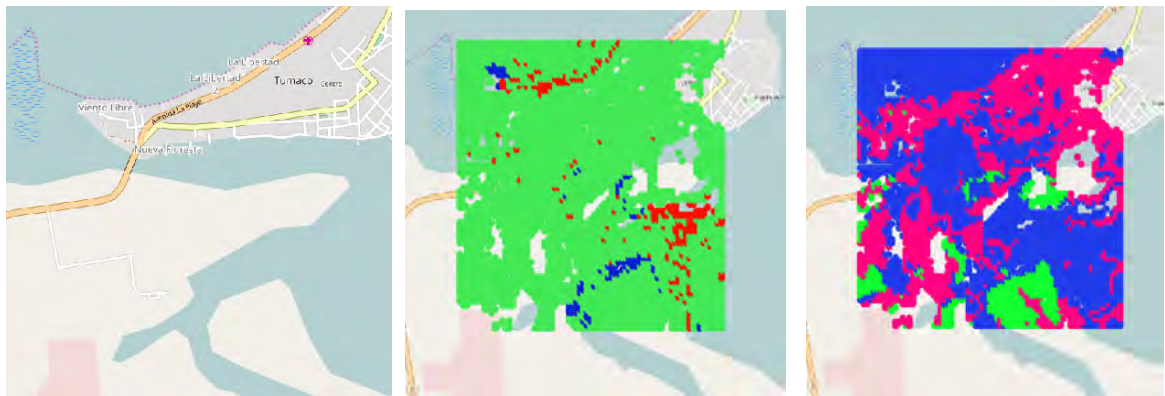 La Libertad
La Libertad
Tumaco
Centro
Viento Libre
Avenida La Playa
Nueva Floresta